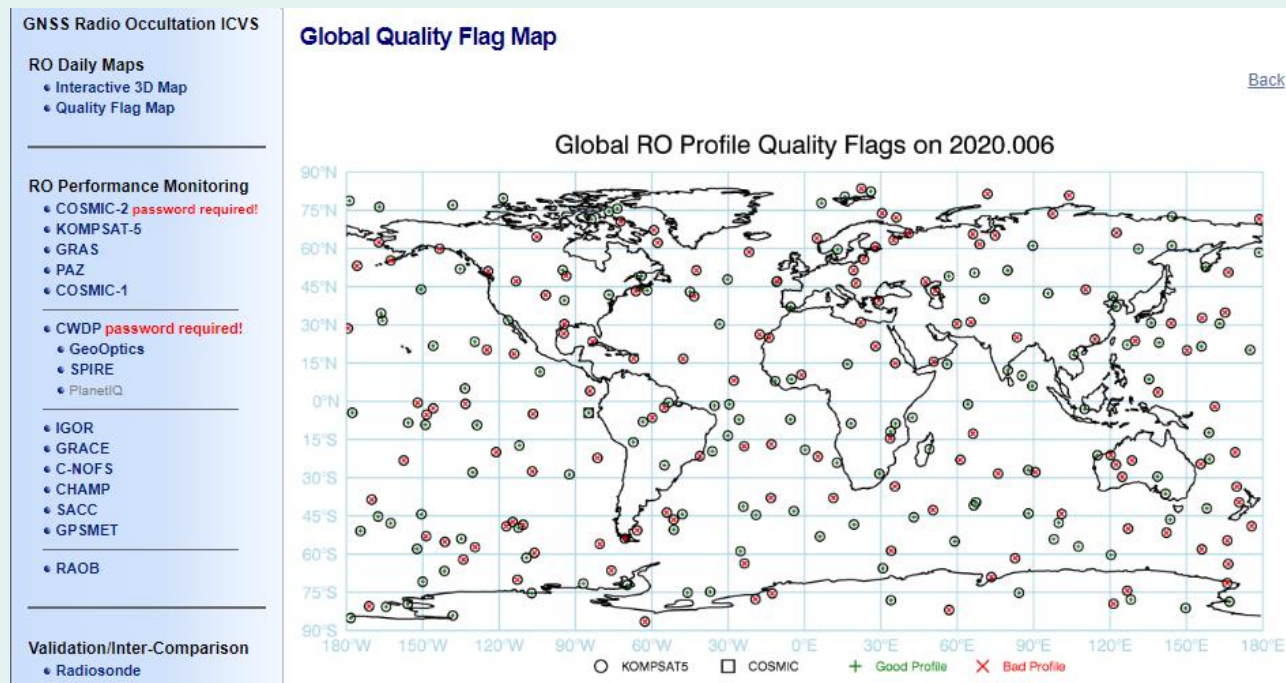 GNSS Radio Occultation ICVS
RO Daily Maps
Interactive 3D Map
Quality Flag Map
RO Performance Monitoring
COSMIC-2 password required!
KOMPSAT-5
GRAS
PAZ
COSMIC-1
CWDP password required!
GeoOptics
SPIRE
PlanetIQ
IGOR
GRACE
C-NOFS
CHAMP
SACC
GPSMET
RAOB
Validation/Inter-Comparison
Radiosonde
Global Quality Flag Map
Back
Global RO Profile Quality Flags on 2020.006
90°N
75°N
60°N
45°N
30°N
15°N
0°N
15°S
30°S
45°S
60°S
75°S
90°S
180°W 150°W 120°W 90°W 60°W 30°W 0°E 30°E 60°E 90°E 120°E 150°E 180°E
KOMPSAT5 COSMIC Good Profile Bad Profile